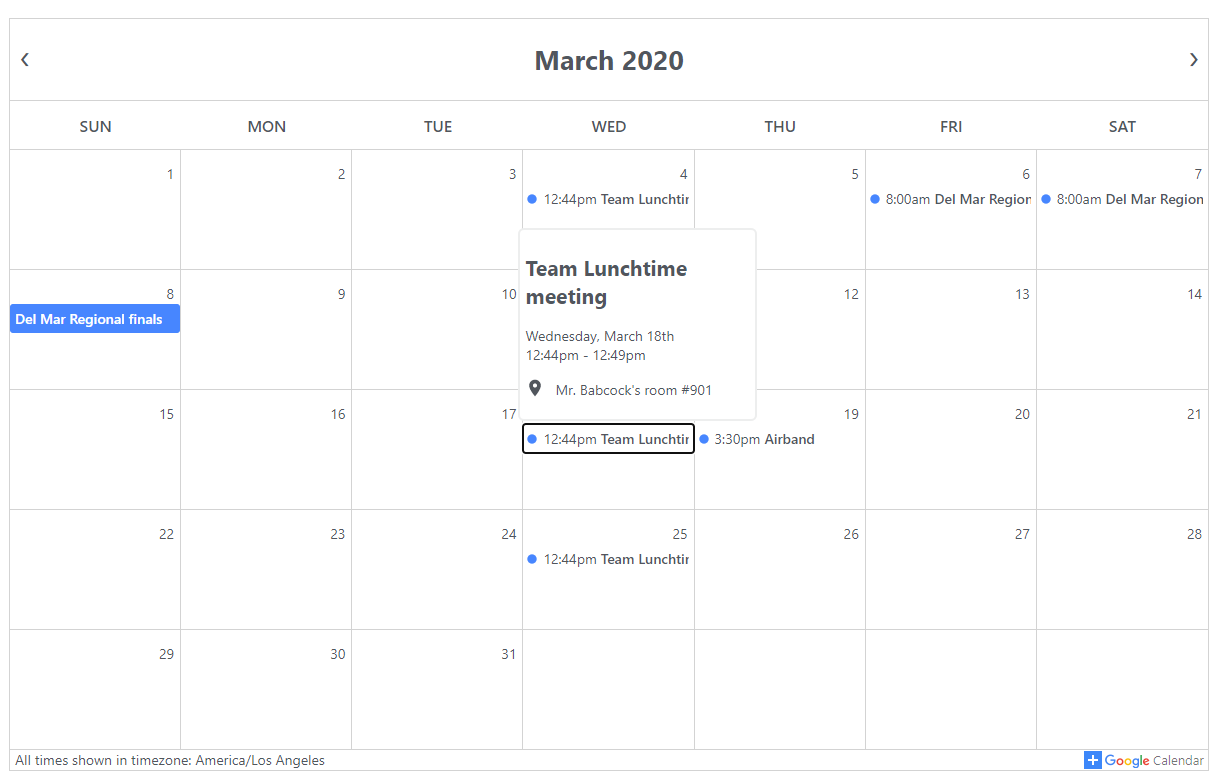 ‹ March 2020 ›
SUN MON TUE WED THU FRI SAT
1 2 3 4 5 6 7
12:44pm Team Lunchtin 8:00am Del Mar Region 8:00am Del Mar Region
Team Lunchtime
meeting
8 9 10 12 13 14
Del Mar Regional finals
Wednesday, March 18th
12:44pm - 12:49pm
Mr. Babcock's room #901
15 16 17 19 20 21
12:44pm Team Lunchtin 3:30pm Airband
22 23 24 25 26 27 28
12:44pm Team Lunchtin
29 30 31
All times shown in timezone: America/Los Angeles + Google Calendar